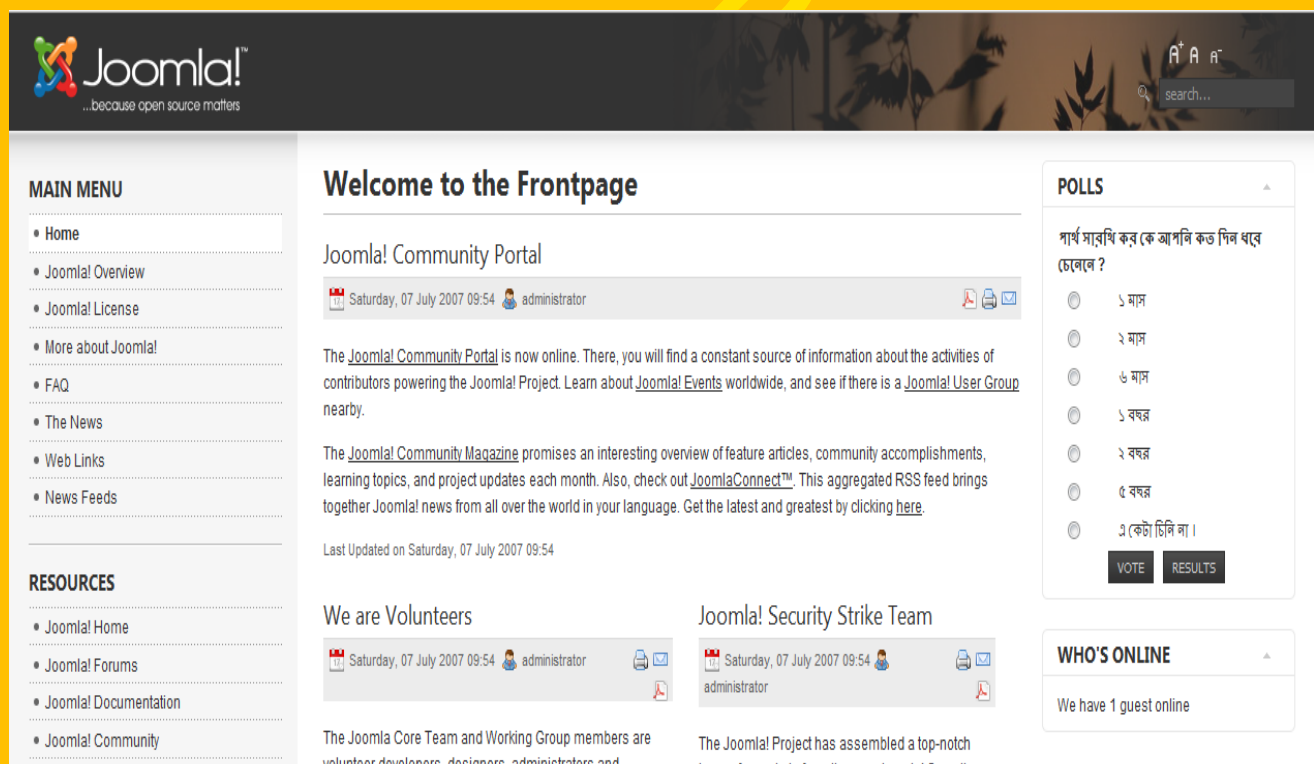 Joomla!™
...because open source matters
A+ A A-
search...
MAIN MENU
Home
Joomla! Overview
Joomla! License
More about Joomla!
FAQ
The News
Web Links
News Feeds
RESOURCES
Joomla! Home
Joomla! Forums
Joomla! Documentation
Joomla! Community
Welcome to the Frontpage
Joomla! Community Portal
Saturday, 07 July 2007 09:54 administrator
The Joomla! Community Portal is now online. There, you will find a constant source of information about the activities of
contributors powering the Joomla! Project. Learn about Joomla! Events worldwide, and see if there is a Joomla! User Group
nearby.
The Joomla! Community Magazine promises an interesting overview of feature articles, community accomplishments,
learning topics, and project updates each month. Also, check out JoomlaConnect™. This aggregated RSS feed brings
together Joomla! news from all over the world in your language. Get the latest and greatest by clicking here.
Last Updated on Saturday, 07 July 2007 09:54
We are Volunteers
Saturday, 07 July 2007 09:54 administrator
The Joomla Core Team and Working Group members are
volunteer developers, designers, administrators and
Joomla! Security Strike Team
Saturday, 07 July 2007 09:54
administrator
The Joomla! Project has assembled a top-notch
POLLS
পার্থ সারথি কর কে আপনি কত দিন ধরে
চেনেনে ?
১ মাস
২ মাস
৬ মাস
১ বছর
২ বছর
৫ বছর
এ কেটা চিনি না ।
VOTE RESULTS
WHO'S ONLINE
We have 1 guest online